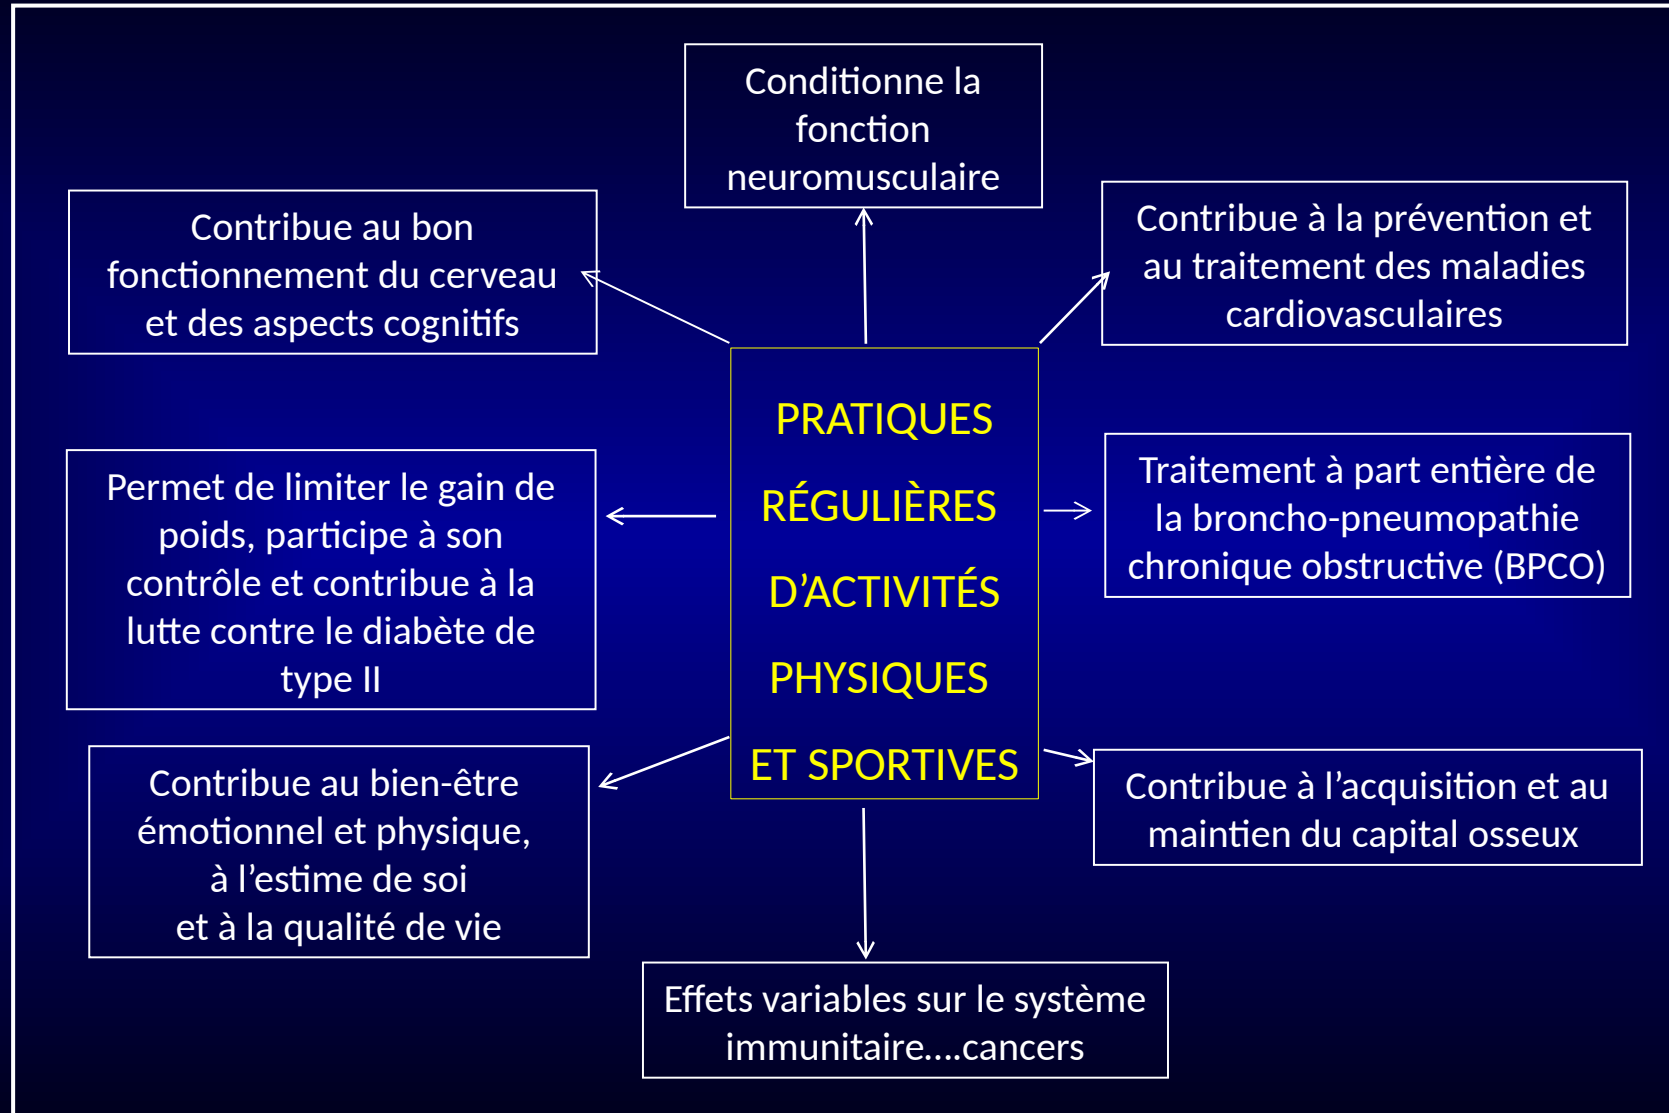 Conditionne la
fonction
neuromusculaire
Contribue au bon
fonctionnement du cerveau
et des aspects cognitifs
Contribue à la prévention et
au traitement des maladies
cardiovasculaires
PRATIQUES
RÉGULIÈRES
D’ACTIVITÉS
PHYSIQUES
ET SPORTIVES
Permet de limiter le gain de
poids, participe à son
contrôle et contribue à la
lutte contre le diabète de
type II
Traitement à part entière de
la broncho-pneumopathie
chronique obstructive (BPCO)
Contribue au bien-être
émotionnel et physique,
à l’estime de soi
et à la qualité de vie
Contribue à l’acquisition et au
maintien du capital osseux
Effets variables sur le système
immunitaire….cancers